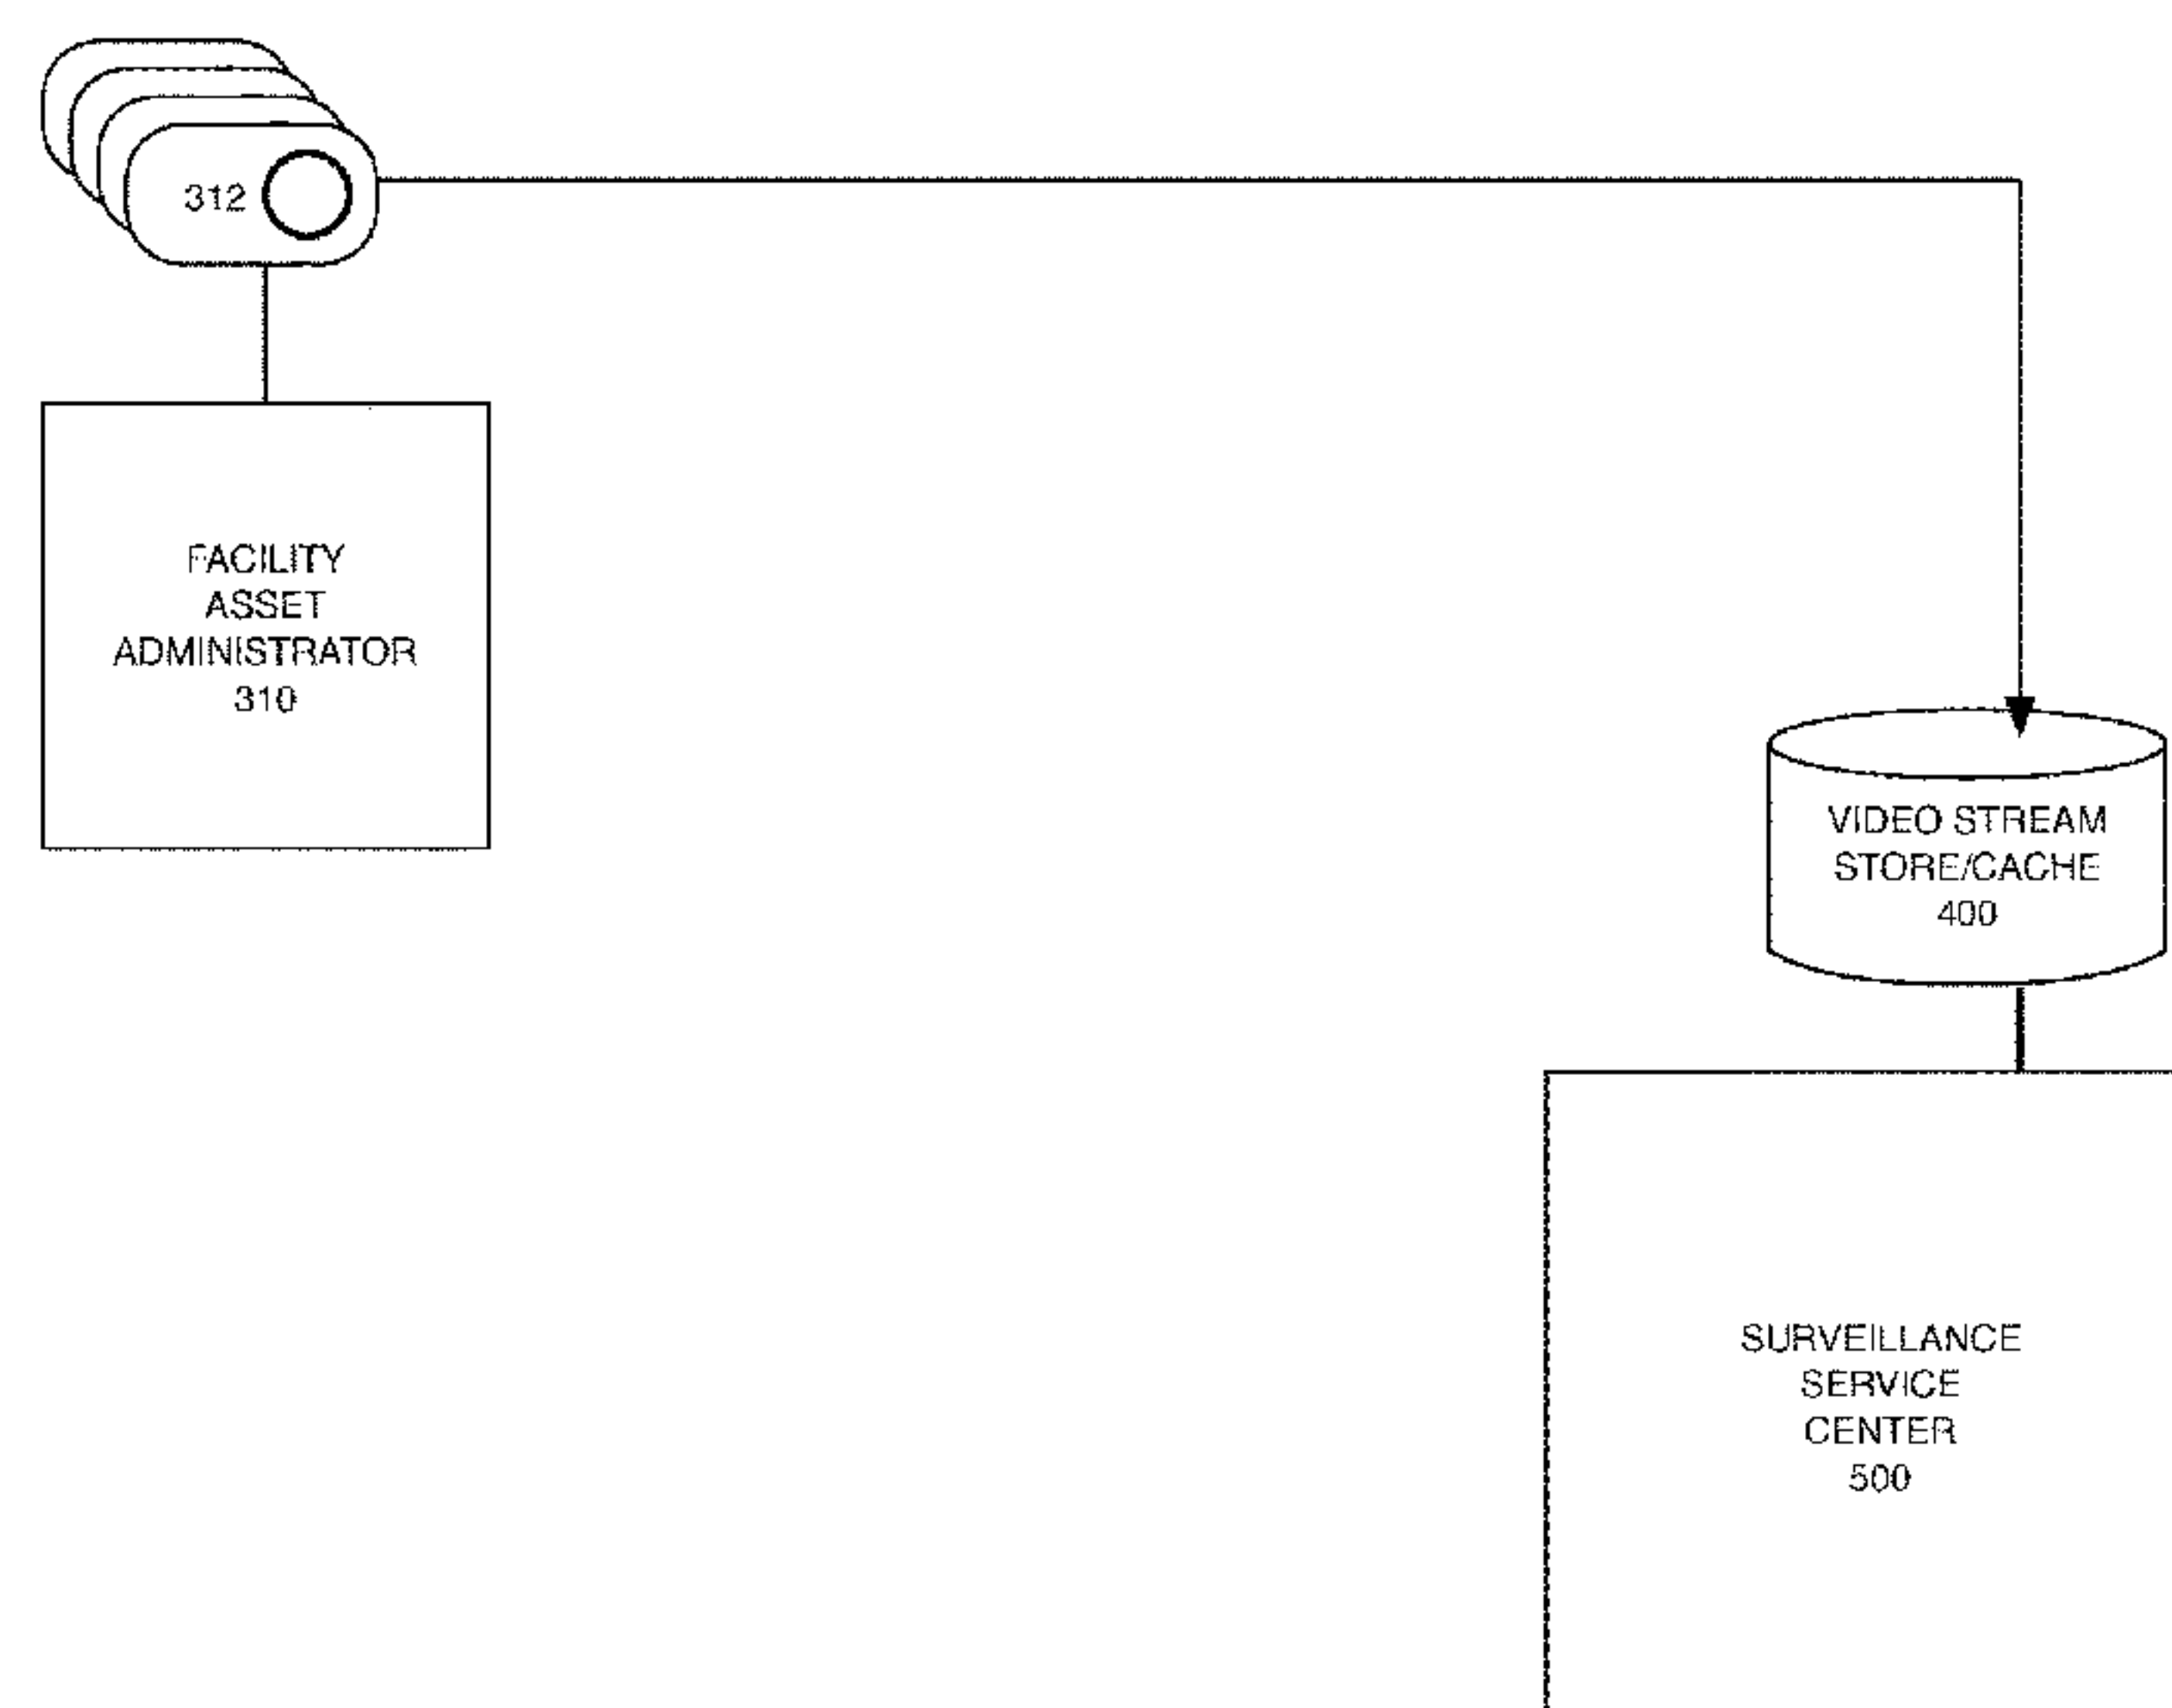 312
FACILITY
ASSET
ADMINISTRATOR
310
VIDEO STREAM
STORE/CACHE
400
SURVEILLANCE
SERVICE
CENTER
500